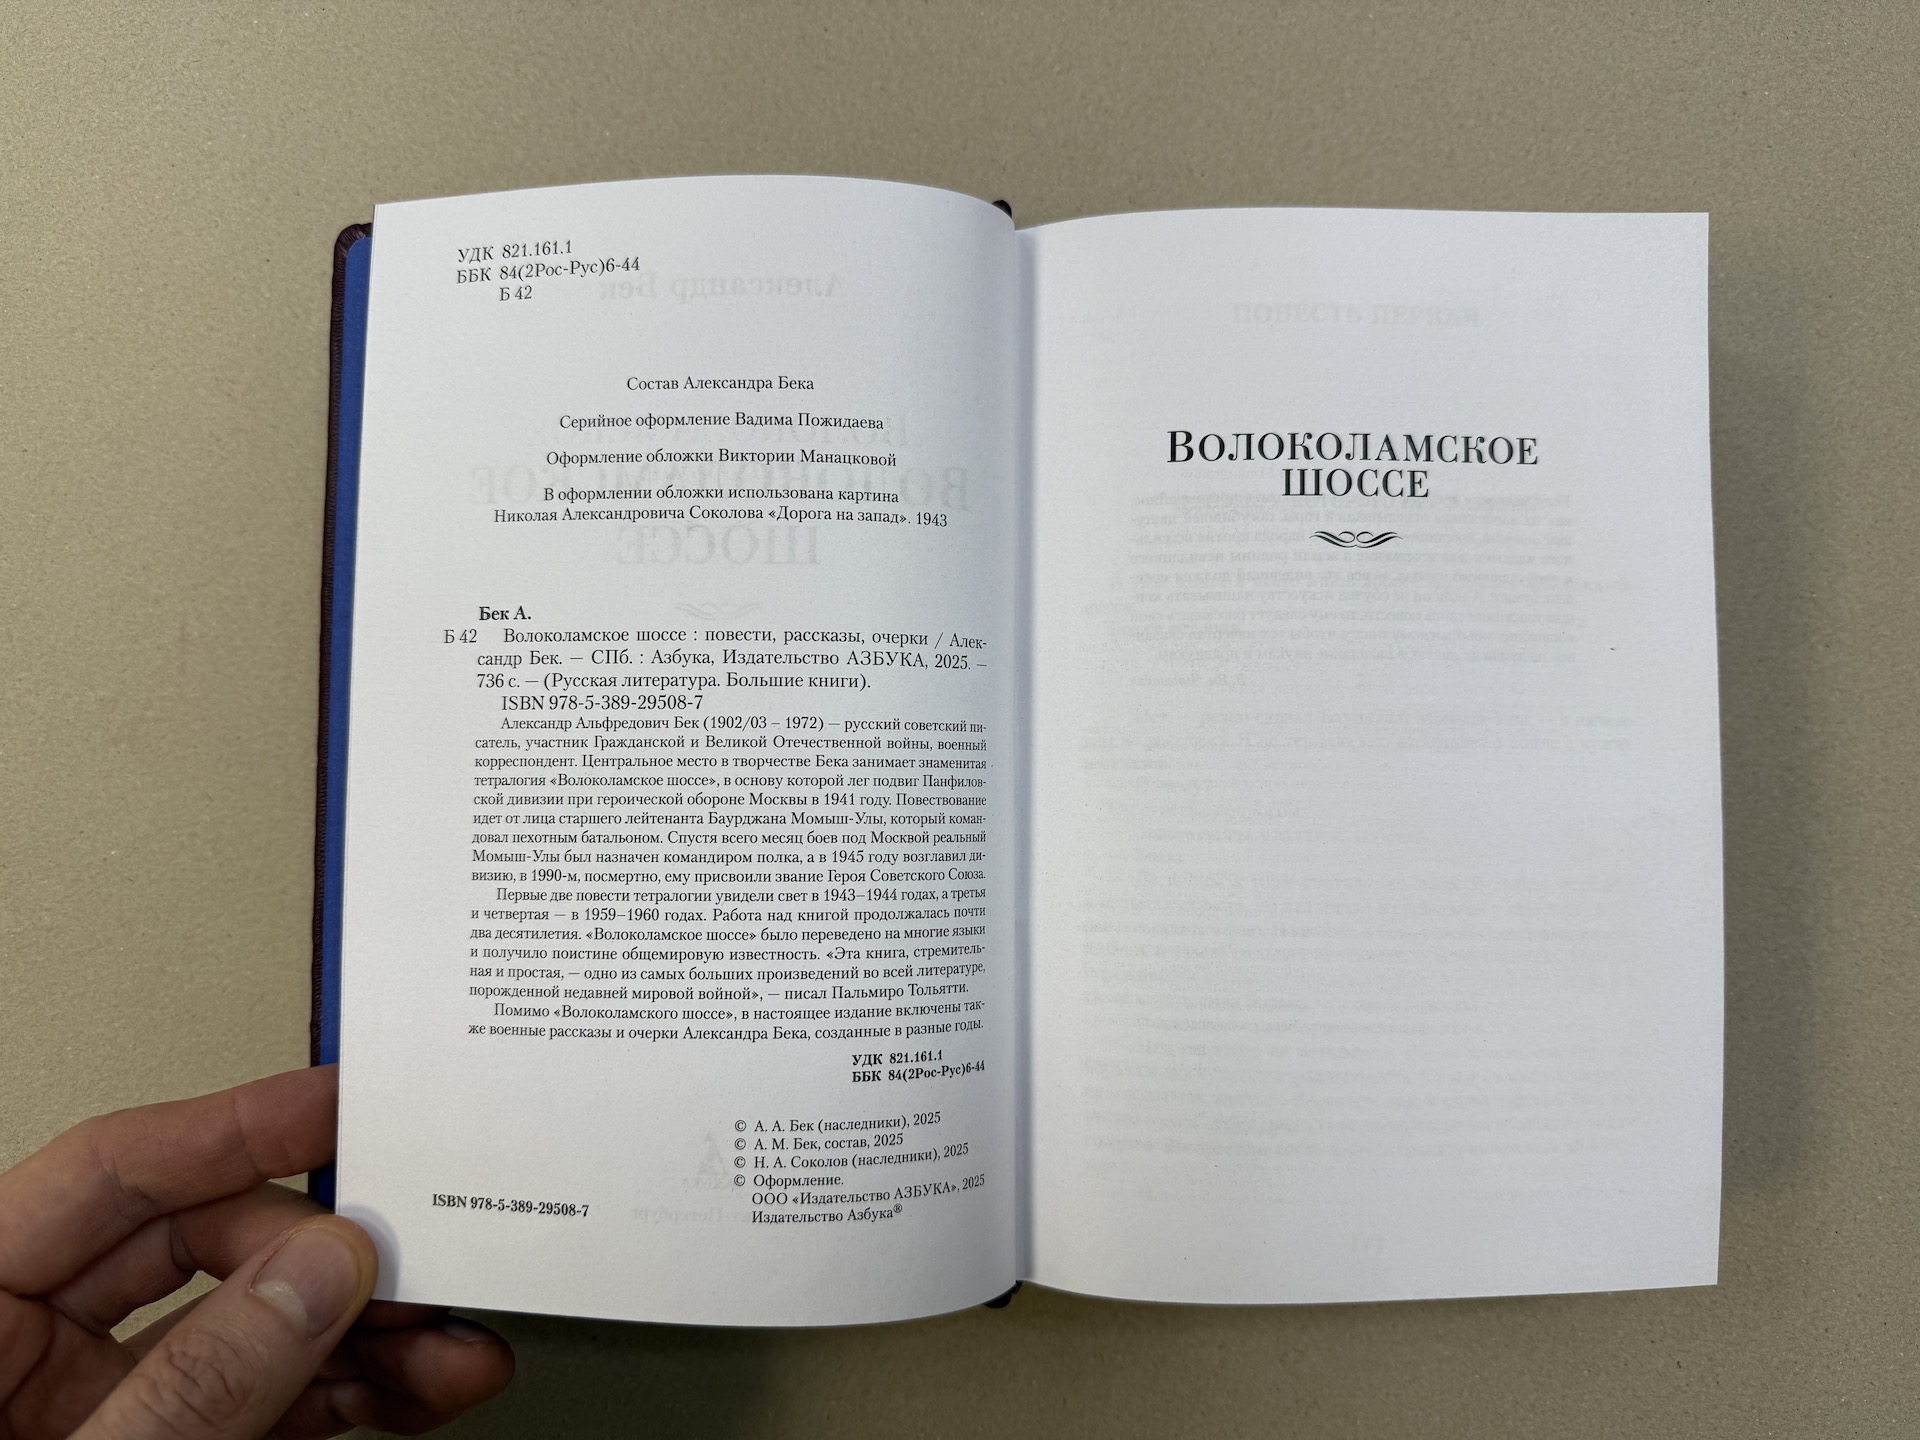 УДК 821.161.1
ББК 84(2Рос-Рус)6-44
Б 42
Состав Александра Бека
Серийное оформление Вадима Пожидаева
Оформление обложки Виктории Манацковой
В оформлении обложки использована картина
Николая Александровича Соколова «Дорога на запад». 1943
Бек А.
Б 42 Волоколамское шоссе : повести, рассказы, очерки / Алек-
сандр Бек. — СПб. : Азбука, Издательство АЗБУКА, 2025. –
736 с. — (Русская литература. Большие книги).
ISBN 978-5-389-29508-7
Александр Альфредович Бек (1902/03 – 1972) — русский советский пи-
сатель, участник Гражданской и Великой Отечественной войны, военный
корреспондент. Центральное место в творчестве Бека занимает знаменитая
тетралогия «Волоколамское шоссе», в основу которой лег подвиг Панфилов-
ской дивизии при героической обороне Москвы в 1941 году. Повествование
идет от лица старшего лейтенанта Баурджана Момыш-Улы, который коман-
довал пехотным батальоном. Спустя всего месяц боев под Москвой реальный
Момыш-Улы был назначен командиром полка, а в 1945 году возглавил ди-
визию, в 1990-м, посмертно, ему присвоили звание Героя Советского Союза.
Первые две повести тетралогии увидели свет в 1943–1944 годах, а третья
и четвертая — в 1959–1960 годах. Работа над книгой продолжалась почти
два десятилетия. «Волоколамское шоссе» было переведено на многие языки
и получило поистине общемировую известность. «Эта книга, стремитель-
ная и простая, — одно из самых больших произведений во всей литературе,
порожденной недавней мировой войной», — писал Пальмиро Тольятти.
Помимо «Волоколамского шоссе», в настоящее издание включены так-
же военные рассказы и очерки Александра Бека, созданные в разные годы.
УДК 821.161.1
ББК 84(2Рос-Рус)6-44
© А. А. Бек (наследники), 2025
© А. М. Бек, состав, 2025
© Н. А. Соколов (наследники), 2025
© Оформление.
ООО «Издательство АЗБУКА», 2025
Издательство Азбука®
ISBN 978-5-389-29508-7
ВОЛОКОЛАМСКОЕ
ШОССЕ